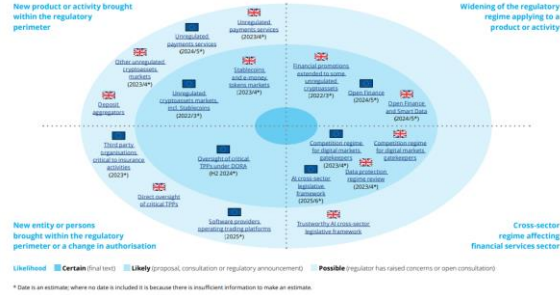 New product or activity brought
within the regulatory
perimeter
Widening of the regulatory
regime applying to a
product or activity
Unregulated
payments services
(2023/4*)
Unregulated
payments services
(2024/5*)
Other unregulated
cryptoassets
markets
(2023/4*)
Stablecoins
and e-money
tokens markets
(2023/4*)
Financial promotions
extended to some
unregulated
cryptoassets
(2022/3*)
Unregulated
cryptoassets markets,
incl. Stablecoins
(2022/3*)
Open Finance
(2024/5*)
Open Finance
and Smart Data
(2024/5*)
Deposit
aggregators
Third party
organisations
critical to insurance
activities
(2023*)
Oversight of critical
TPPs under DORA
(H2 2024*)
Competition regime
for digital markets
gatekeepers
(2023/4*)
Competition regime
for digital markets
gatekeepers
AI cross-sector
legislative
framework
(2025/6*)
Data protection
regime review
(2023/4*)
Direct oversight
of critical TPPs
Software providers
operating trading platforms
(2025*)
Trustworthy AI cross-sector
legislative framework
New entity or persons
brought within the regulatory
perimeter or a change in authorisation
Cross-sector
regime affecting
financial services sector
Likelihood Certain (final text) Likely (proposal, consultation or regulatory announcement) Possible (regulator has raised concerns or open consultation)
* Date is an estimate; where no date is included it is because there is insufficient information to make an estimate.